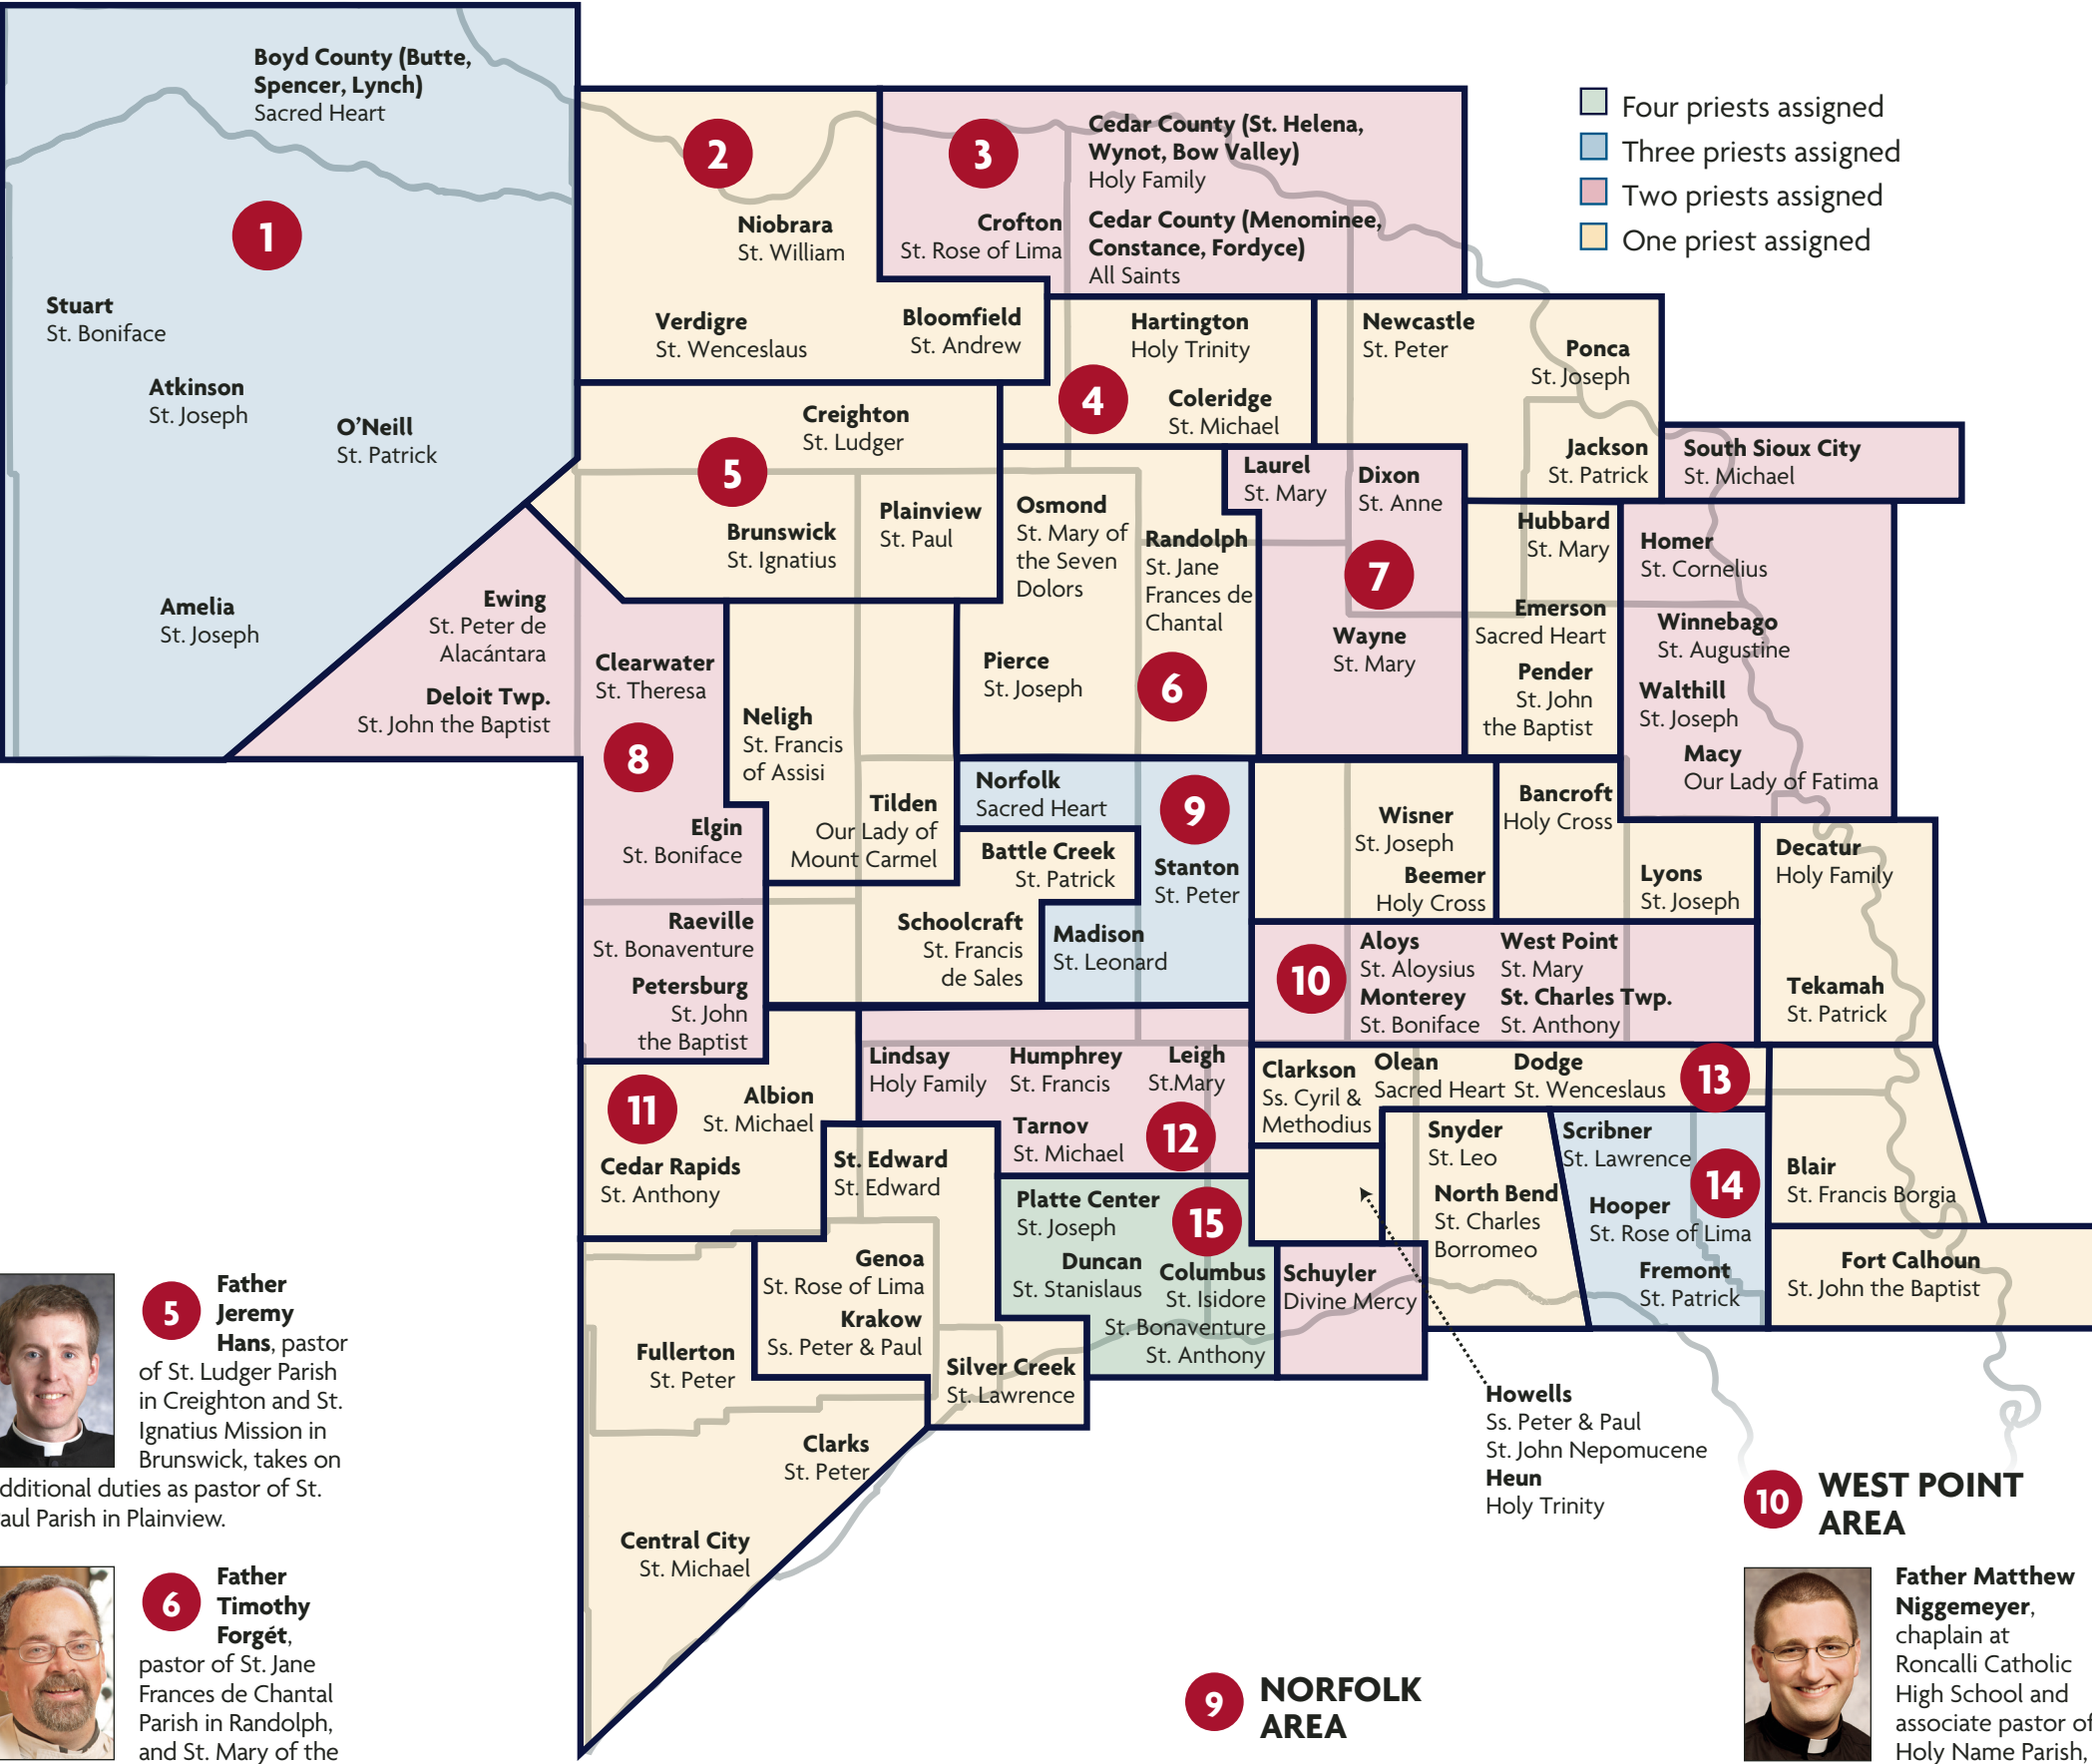 Boyd County (Butte,
Spencer, Lynch)
Sacred Heart
1
Stuart
St. Boniface
Atkinson
St. Joseph
O’Neill
St. Patrick
Amelia
St. Joseph
2
Niobrara
St. William
Verdigre
St. Wenceslaus
Bloomfield
St. Andrew
3
Crofton
St. Rose of Lima
Cedar County (St. Helena,
Wynot, Bow Valley)
Holy Family
Cedar County (Menominee,
Constance, Fordyce)
All Saints
Four priests assigned
Three priests assigned
Two priests assigned
One priest assigned
4
Hartington
Holy Trinity
Coleridge
St. Michael
Newcastle
St. Peter
Ponca
St. Joseph
Jackson
St. Patrick
South Sioux City
St. Michael
5
Creighton
St. Ludger
Brunswick
St. Ignatius
Plainview
St. Paul
Osmond
St. Mary of
the Seven
Dolors
Randolph
St. Jane
Frances de
Chantal
Pierce
St. Joseph
6
Laurel
St. Mary
Dixon
St. Anne
7
Wayne
St. Mary
Hubbard
St. Mary
Emerson
Sacred Heart
Pender
St. John
the Baptist
Homer
St. Cornelius
Winnebago
St. Augustine
Walthill
St. Joseph
Macy
Our Lady of Fatima
Ewing
St. Peter de
Alacántara
Deloit Twp.
St. John the Baptist
Clearwater
St. Theresa
8
Elgin
St. Boniface
Raeville
St. Bonaventure
Petersburg
St. John
the Baptist
Neligh
St. Francis
of Assisi
Tilden
Our Lady of
Mount Carmel
Norfolk
Sacred Heart
9
Stanton
St. Peter
Madison
St. Leonard
Battle Creek
St. Patrick
Schoolcraft
St. Francis
de Sales
Wisner
St. Joseph
Beemer
Holy Cross
Bancroft
Holy Cross
Lyons
St. Joseph
Decatur
Holy Family
Tekamah
St. Patrick
10
Aloys
St. Aloysius
Monterey
St. Boniface
West Point
St. Mary
St. Charles Twp.
St. Anthony
11
Albion
St. Michael
Cedar Rapids
St. Anthony
Lindsay
Holy Family
Humphrey
St. Francis
Leigh
St.Mary
Tarnov
St. Michael
12
Clarkson
Ss. Cyril &
Methodius
Olean
Sacred Heart
Dodge
St. Wenceslaus
13
Snyder
St. Leo
North Bend
St. Charles
Borromeo
Scribner
St. Lawrence
14
Hooper
St. Rose of Lima
Fremont
St. Patrick
Blair
St. Francis Borgia
Fort Calhoun
St. John the Baptist
St. Edward
St. Edward
Genoa
St. Rose of Lima
Krakow
Ss. Peter & Paul
Silver Creek
St. Lawrence
Platte Center
St. Joseph
15
Duncan
St. Stanislaus
Columbus
St. Isidore
St. Bonaventure
St. Anthony
Schuyler
Divine Mercy
Fullerton
St. Peter
Clarks
St. Peter
Central City
St. Michael
Howells
Ss. Peter & Paul
St. John Nepomucene
Heun
Holy Trinity
5
Father
Jeremy
Hans, pastor
of St. Ludger Parish
in Creighton and St.
Ignatius Mission in
Brunswick, takes on
dditional duties as pastor of St.
aul Parish in Plainview.
6
Father
Timothy
Forgét,
pastor of St. Jane
Frances de Chantal
Parish in Randolph,
and St. Mary of the
9
NORFOLK
AREA
10
WEST POINT
AREA
Father Matthew
Niggemeyer,
chaplain at
Roncalli Catholic
High School and
associate pastor of
Holy Name Parish,